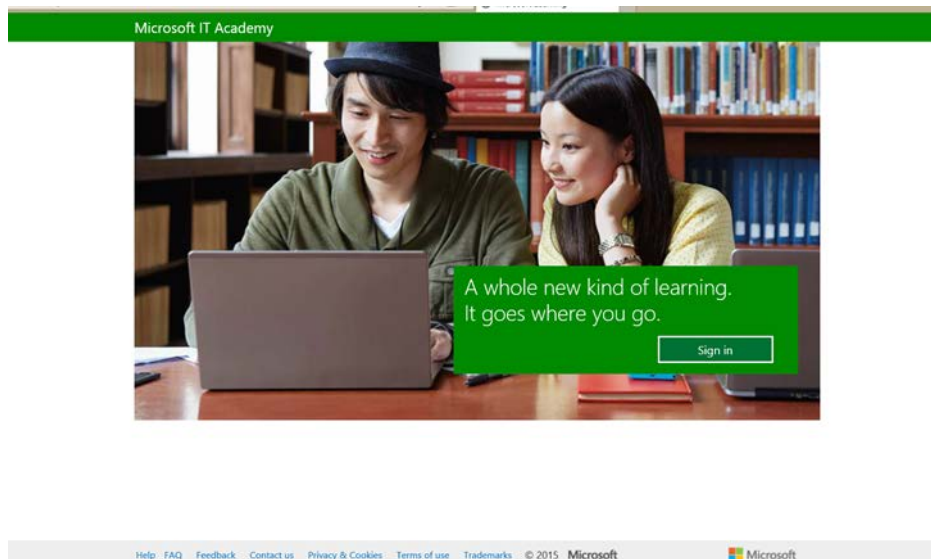 Microsoft IT Academy
A whole new kind of learning.
It goes where you go.
Sign in
Help FAQ Feedback Contact us Privacy & Cookies Terms of use Trademarks © 2015 Microsoft Microsoft